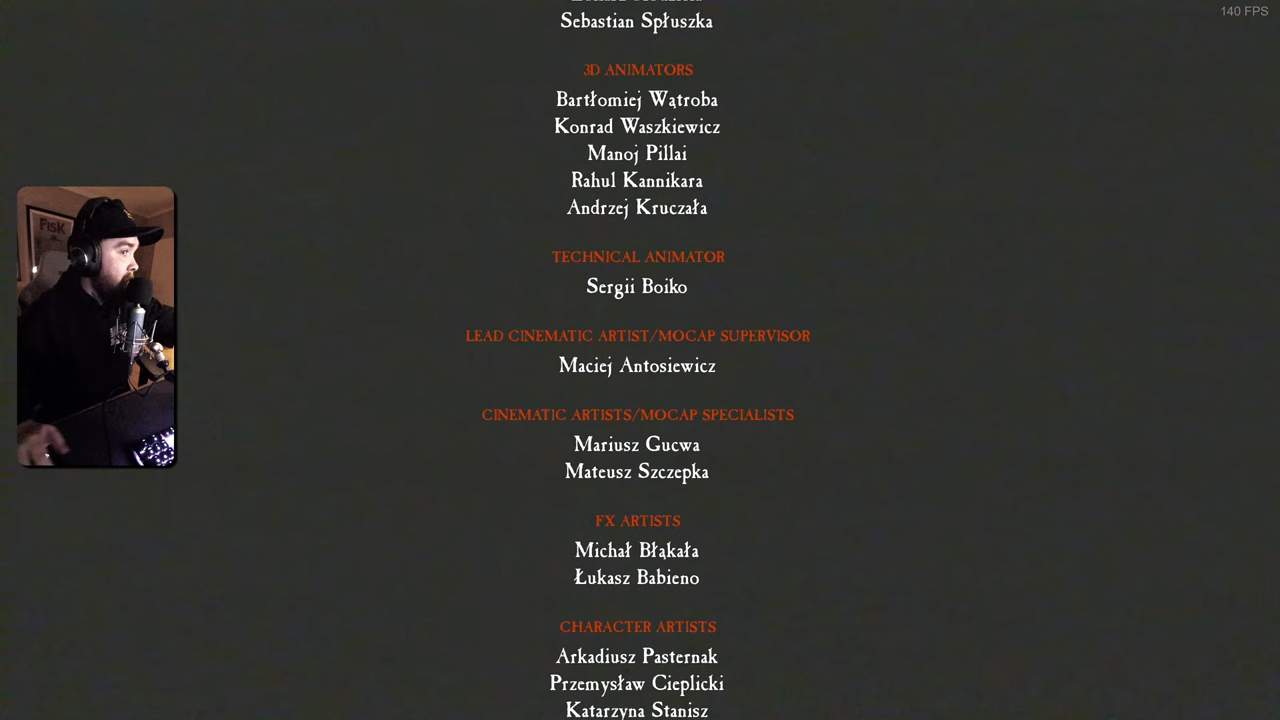 140 FPS
Sebastian Spłuszka
3D ANIMATORS
Bartłomiej Wątroba
Konrad Waszkiewicz
Manoj Pillai
Rahul Kannikara
Andrzej Kruczała
TECHNICAL ANIMATOR
Sergii Boiko
LEAD CINEMATIC ARTIST/MOCAP SUPERVISOR
Maciej Antosiewicz
CINEMATIC ARTISTS/MOCAP SPECIALISTS
Mariusz Gucwa
Mateusz Szczepka
FX ARTISTS
Michał Błąkała
Łukasz Babieno
CHARACTER ARTISTS
Arkadiusz Pasternak
Przemysław Cieplicki
Katarzyna Stanisz
FISK